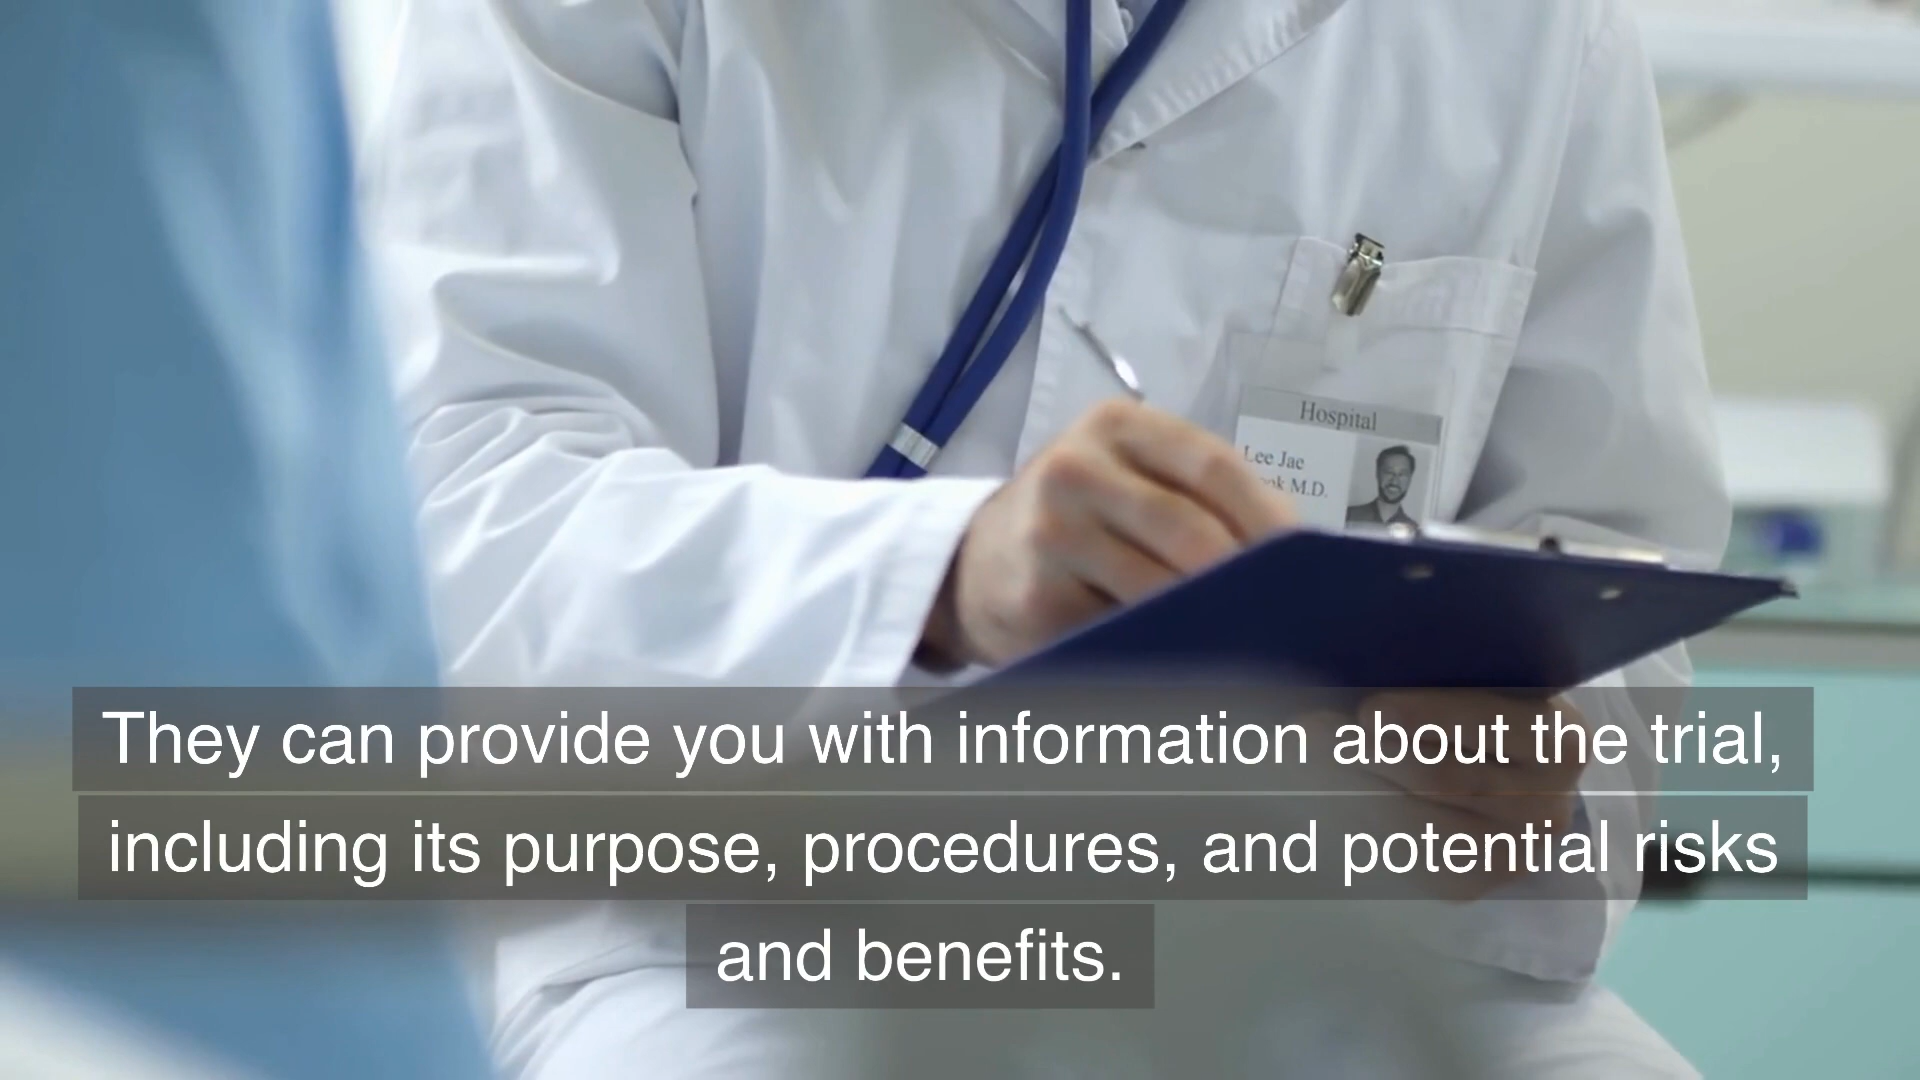 Hospital
Lee Jae
M.D.
They can provide you with information about the trial,
including its purpose, procedures, and potential risks
and benefits.